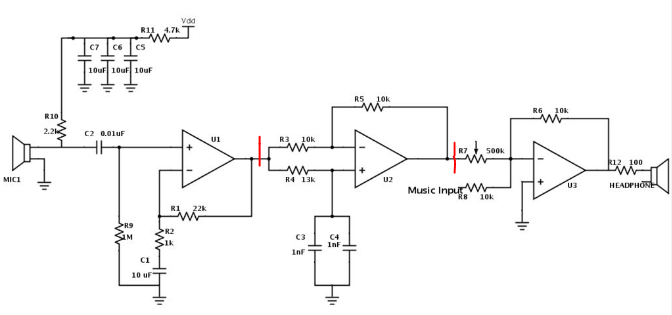 Vdd
R11 4.7k
C7 C6 C5
10uF 10uF 10uF
R10
2.2k
C2 0.01uF
MIC1
U1
R1 22k
R9
1M
R2
1k
C1
10 uF
R3 10k
R4 13k
R5 10k
U2
C3 C4
1nF 1nF
R7 500k
Music Input
R8 10k
R6 10k
U3
R12 100
HEADPHONE